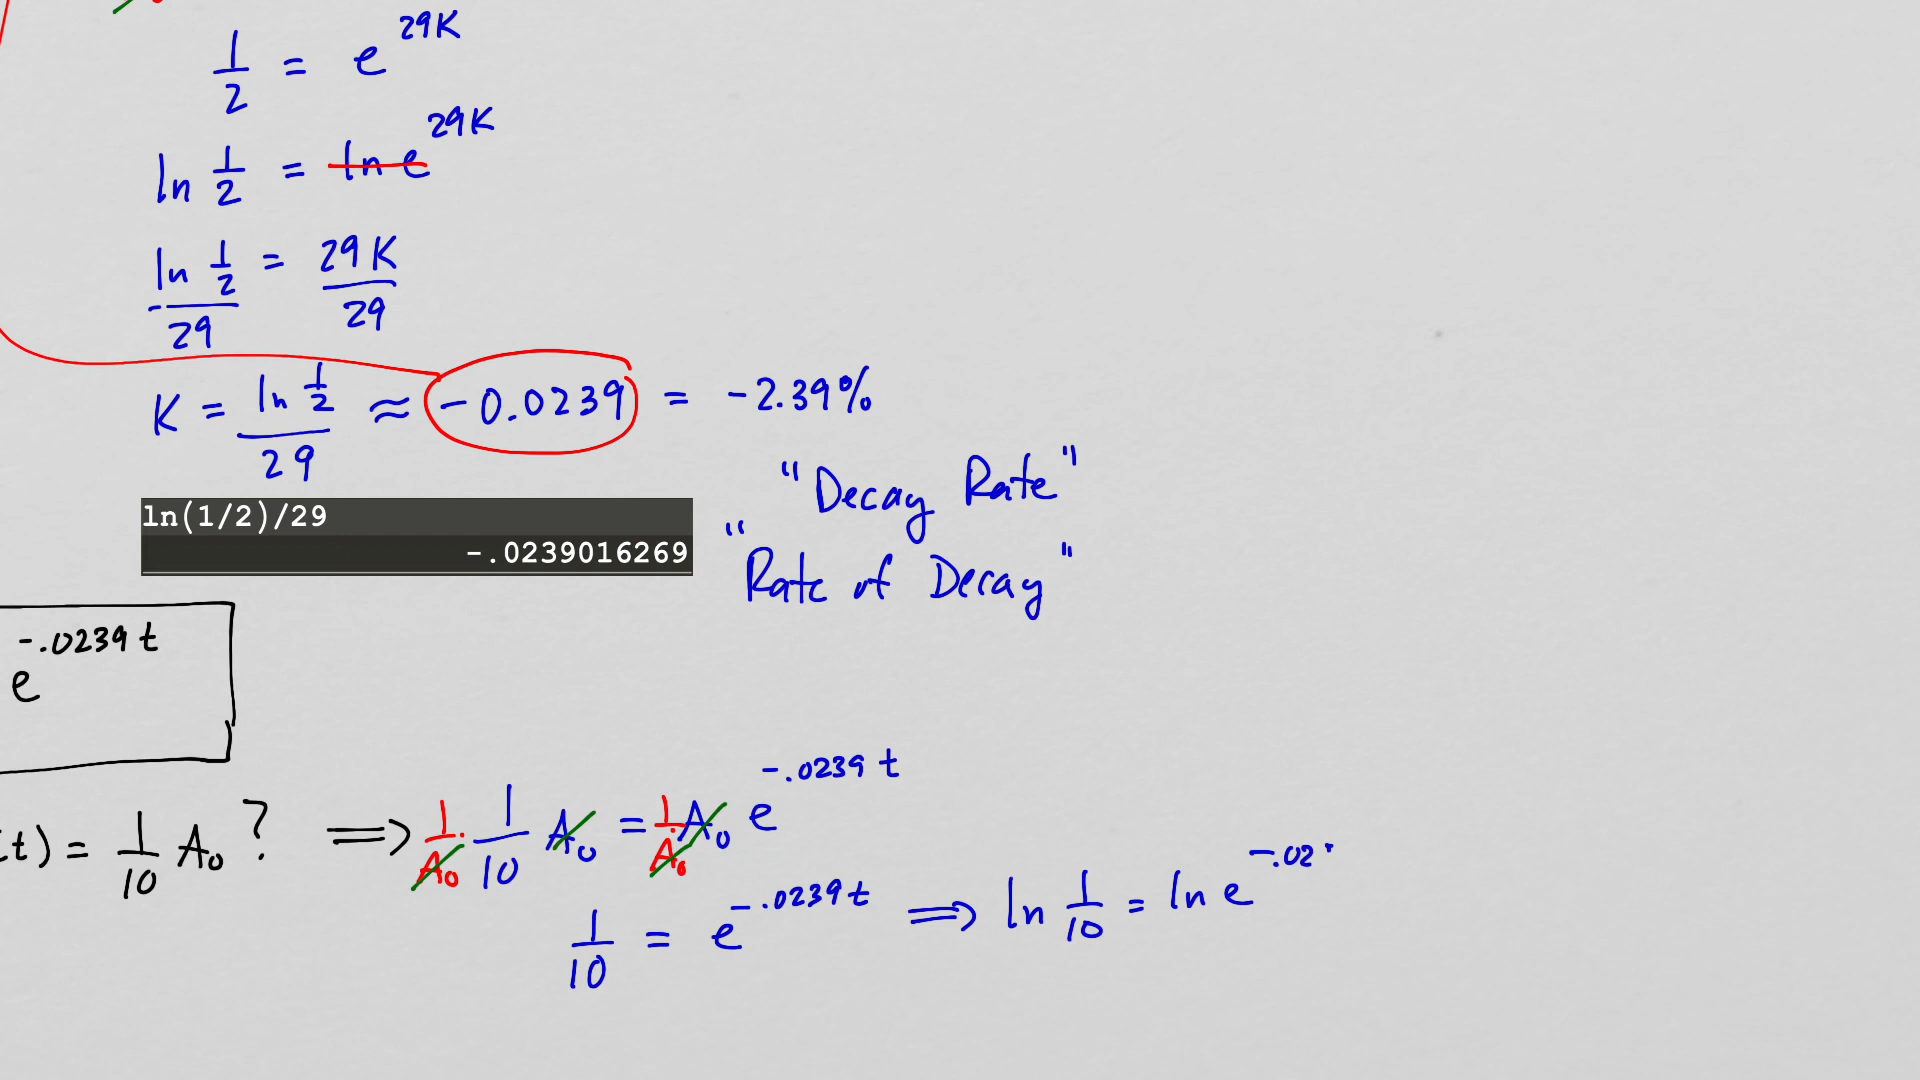 1/2 = e^29K
ln 1/2 = ln e^29K
ln 1/2 / 29 = 29K / 29
K = ln 1/2 / 29 ≈ -0.0239 = -2.39%
"Decay Rate"
"Rate of Decay"
ln(1/2)/29
-.0239016269
e^-.0239t
t) = 1/10 A₀? ⟹ 1/A₀ · 1/10 A₀ = 1/A₀ · A₀ e^-.0239t
1/10 = e^-.0239t ⟹ ln 1/10 = ln e^-.02